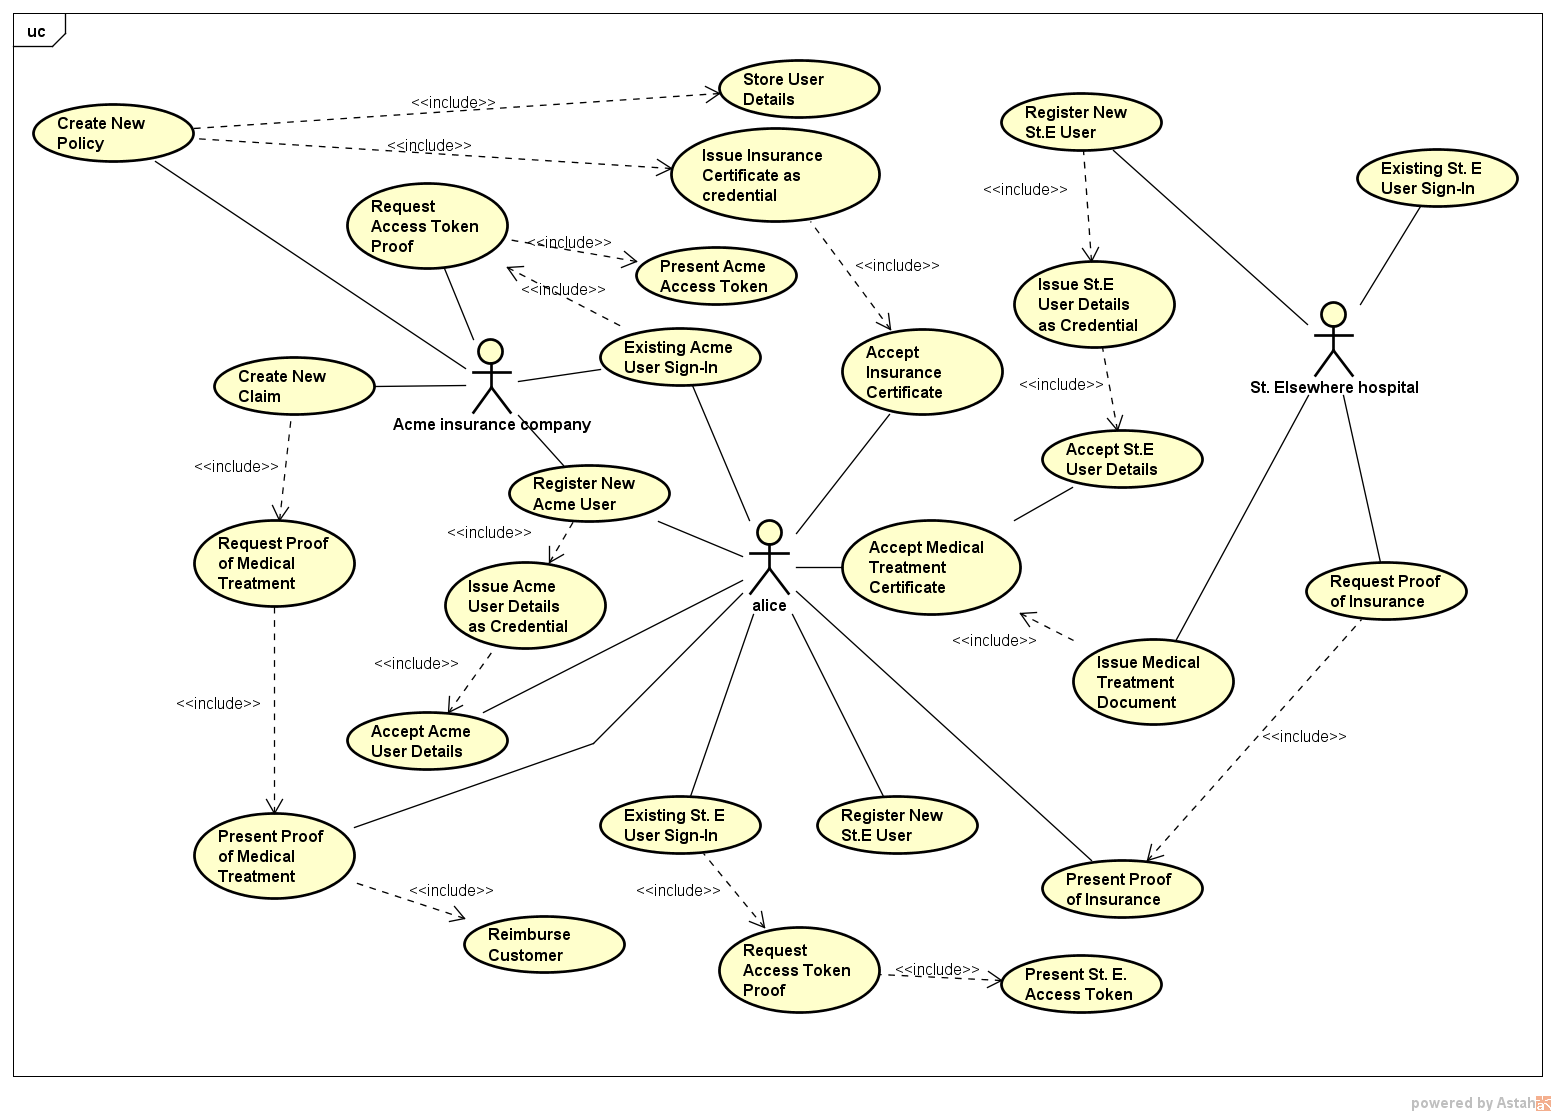 uc
Store User
Details
<<include>>
Create New
Policy
Register New
St.E User
<<include>>
Issue Insurance
Certificate as
credential
Existing St. E
User Sign-In
<<include>>
Request
Access Token
Proof
<<include>>
Present Acme
Access Token
<<include>>
<<include>>
Issue St.E
User Details
as Credential
Existing Acme
User Sign-In
Accept
Insurance
Certificate
<<include>>
St. Elsewhere hospital
Create New
Claim
Acme insurance company
Accept St.E
User Details
<<include>>
Register New
Acme User
<<include>>
Request Proof
of Medical
Treatment
Accept Medical
Treatment
Certificate
Issue Acme
User Details
as Credential
alice
Request Proof
of Insurance
<<include>>
<<include>>
Issue Medical
Treatment
Document
<<include>>
Accept Acme
User Details
<<include>>
Existing St. E
User Sign-In
Register New
St.E User
Present Proof
of Medical
Treatment
<<include>>
<<include>>
Present Proof
of Insurance
Reimburse
Customer
Request
Access Token
Proof
<<include>>
Present St. E.
Access Token
powered by Astah